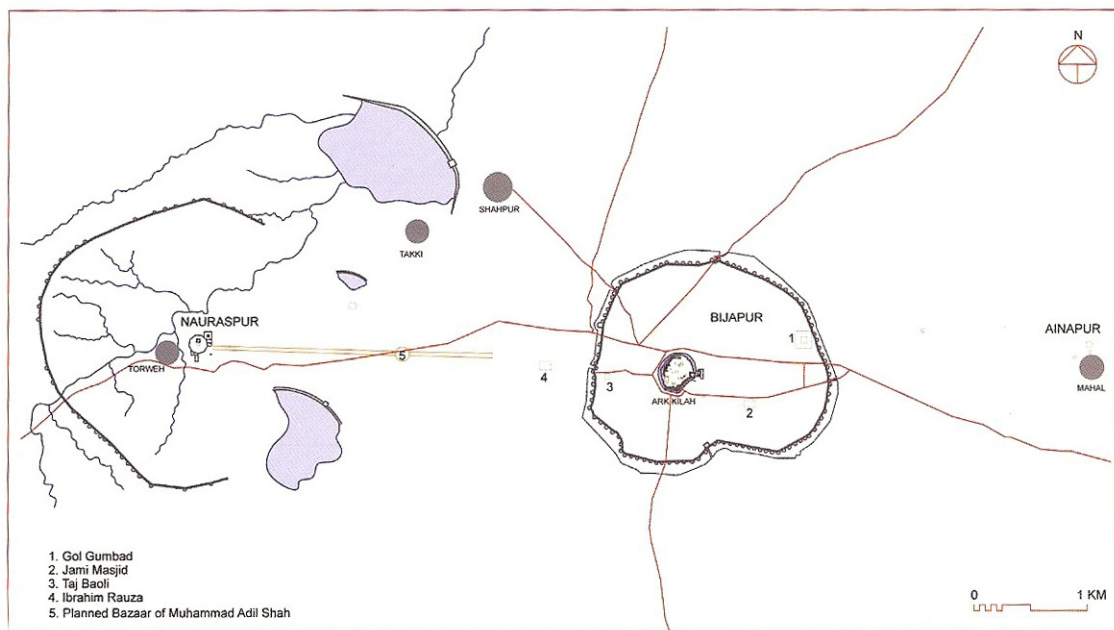 N
SHAHPUR
TAKKI
NAURASPUR
BIJAPUR
1
AINAPUR
5
TORWEH
4
3
ARK KILAH
MAHAL
2
1. Gol Gumbad
2. Jami Masjid
3. Taj Baoli
4. Ibrahim Rauza
5. Planned Bazaar of Muhammad Adil Shah
0 1 KM